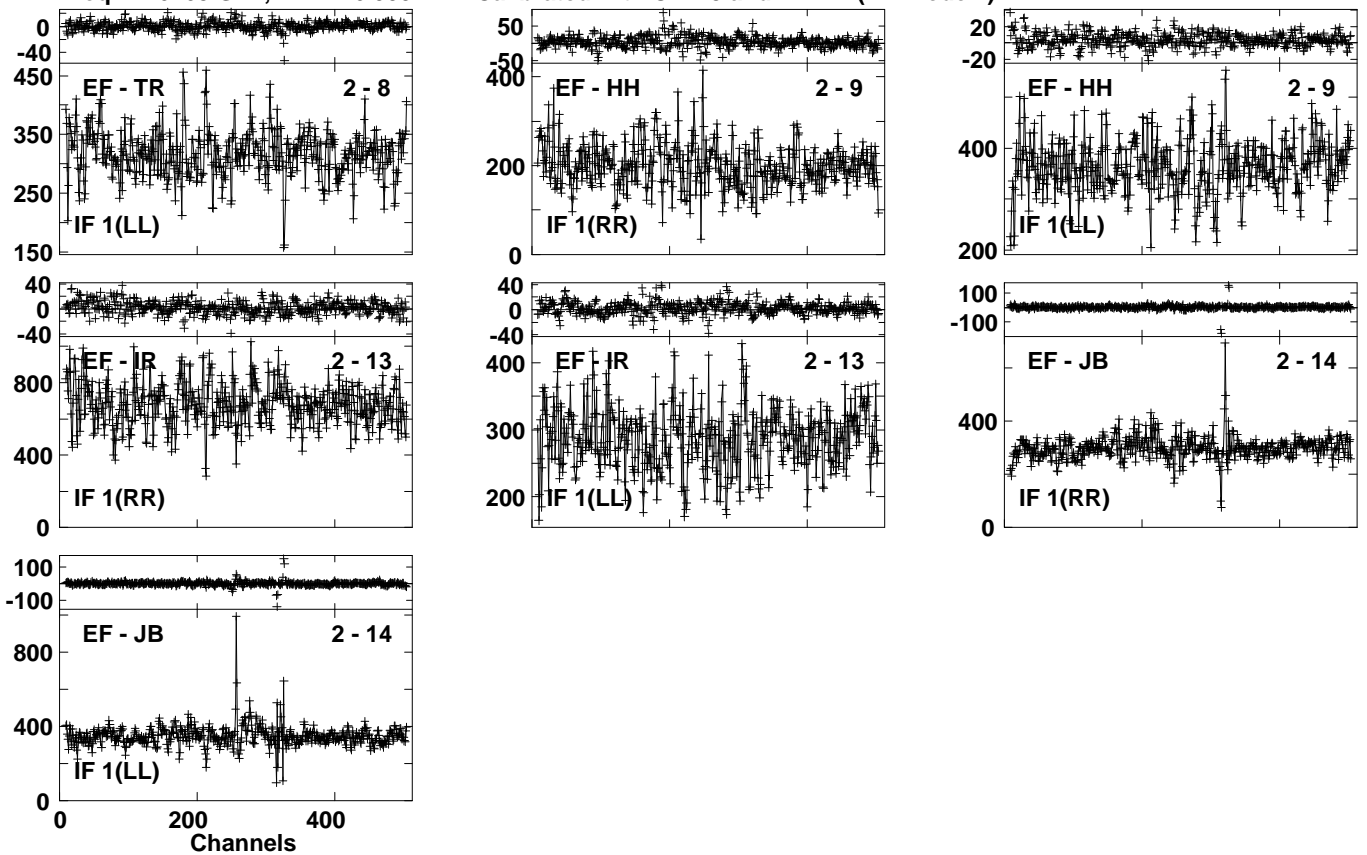 0
-40
50
-50
20
-20
EF - TR 2 - 8
450
350
250
150
IF 1(LL)
EF - HH 2 - 9
400
200
0
IF 1(RR)
EF - HH 2 - 9
400
200
IF 1(LL)
40
0
-40
40
0
-40
100
-100
EF - IR 2 - 13
800
400
0
IF 1(RR)
EF - IR 2 - 13
400
300
200
IF 1(LL)
EF - JB 2 - 14
400
0
IF 1(RR)
100
-100
EF - JB 2 - 14
800
400
0
IF 1(LL)
0 200 400
Channels